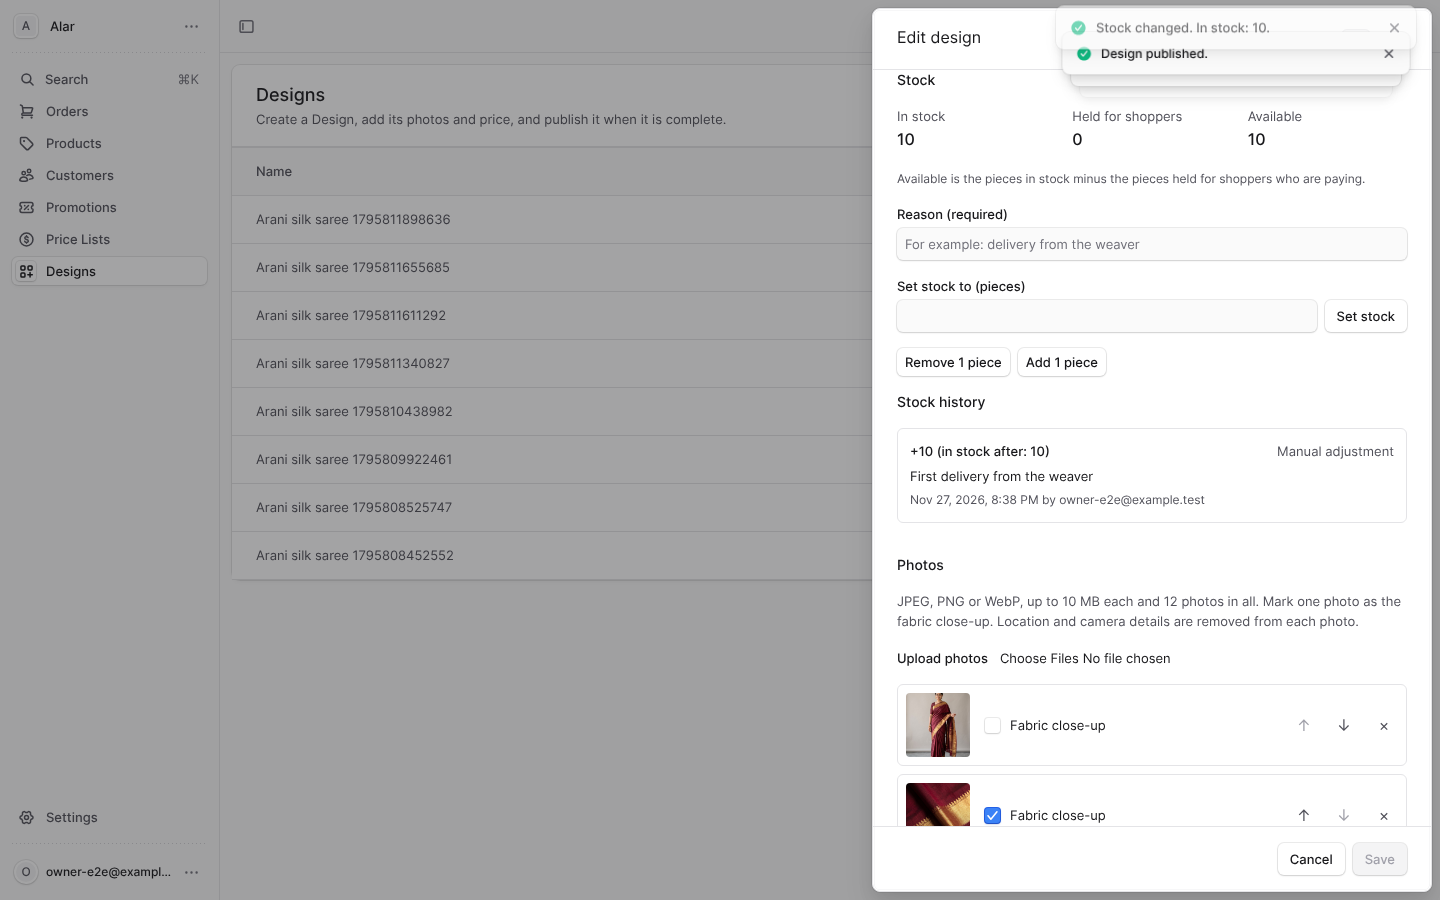 A
Alar
Search
⌘K
Orders
Products
Customers
Promotions
Price Lists
Designs
Settings
O
owner-e2e@exampl...
Designs
Create a Design, add its photos and price, and publish it when it is complete.
Name
Arani silk saree 1795811898636
Arani silk saree 1795811655685
Arani silk saree 1795811611292
Arani silk saree 1795811340827
Arani silk saree 1795810438982
Arani silk saree 1795809922461
Arani silk saree 1795808525747
Arani silk saree 1795808452552
Edit design
Stock changed. In stock: 10.
Design published.
Stock
In stock
Held for shoppers
Available
10
0
10
Available is the pieces in stock minus the pieces held for shoppers who are paying.
Reason (required)
For example: delivery from the weaver
Set stock to (pieces)
Set stock
Remove 1 piece
Add 1 piece
Stock history
+10 (in stock after: 10)
Manual adjustment
First delivery from the weaver
Nov 27, 2026, 8:38 PM by owner-e2e@example.test
Photos
JPEG, PNG or WebP, up to 10 MB each and 12 photos in all. Mark one photo as the
fabric close-up. Location and camera details are removed from each photo.
Upload photos
Choose Files No file chosen
Fabric close-up
Fabric close-up
Cancel
Save